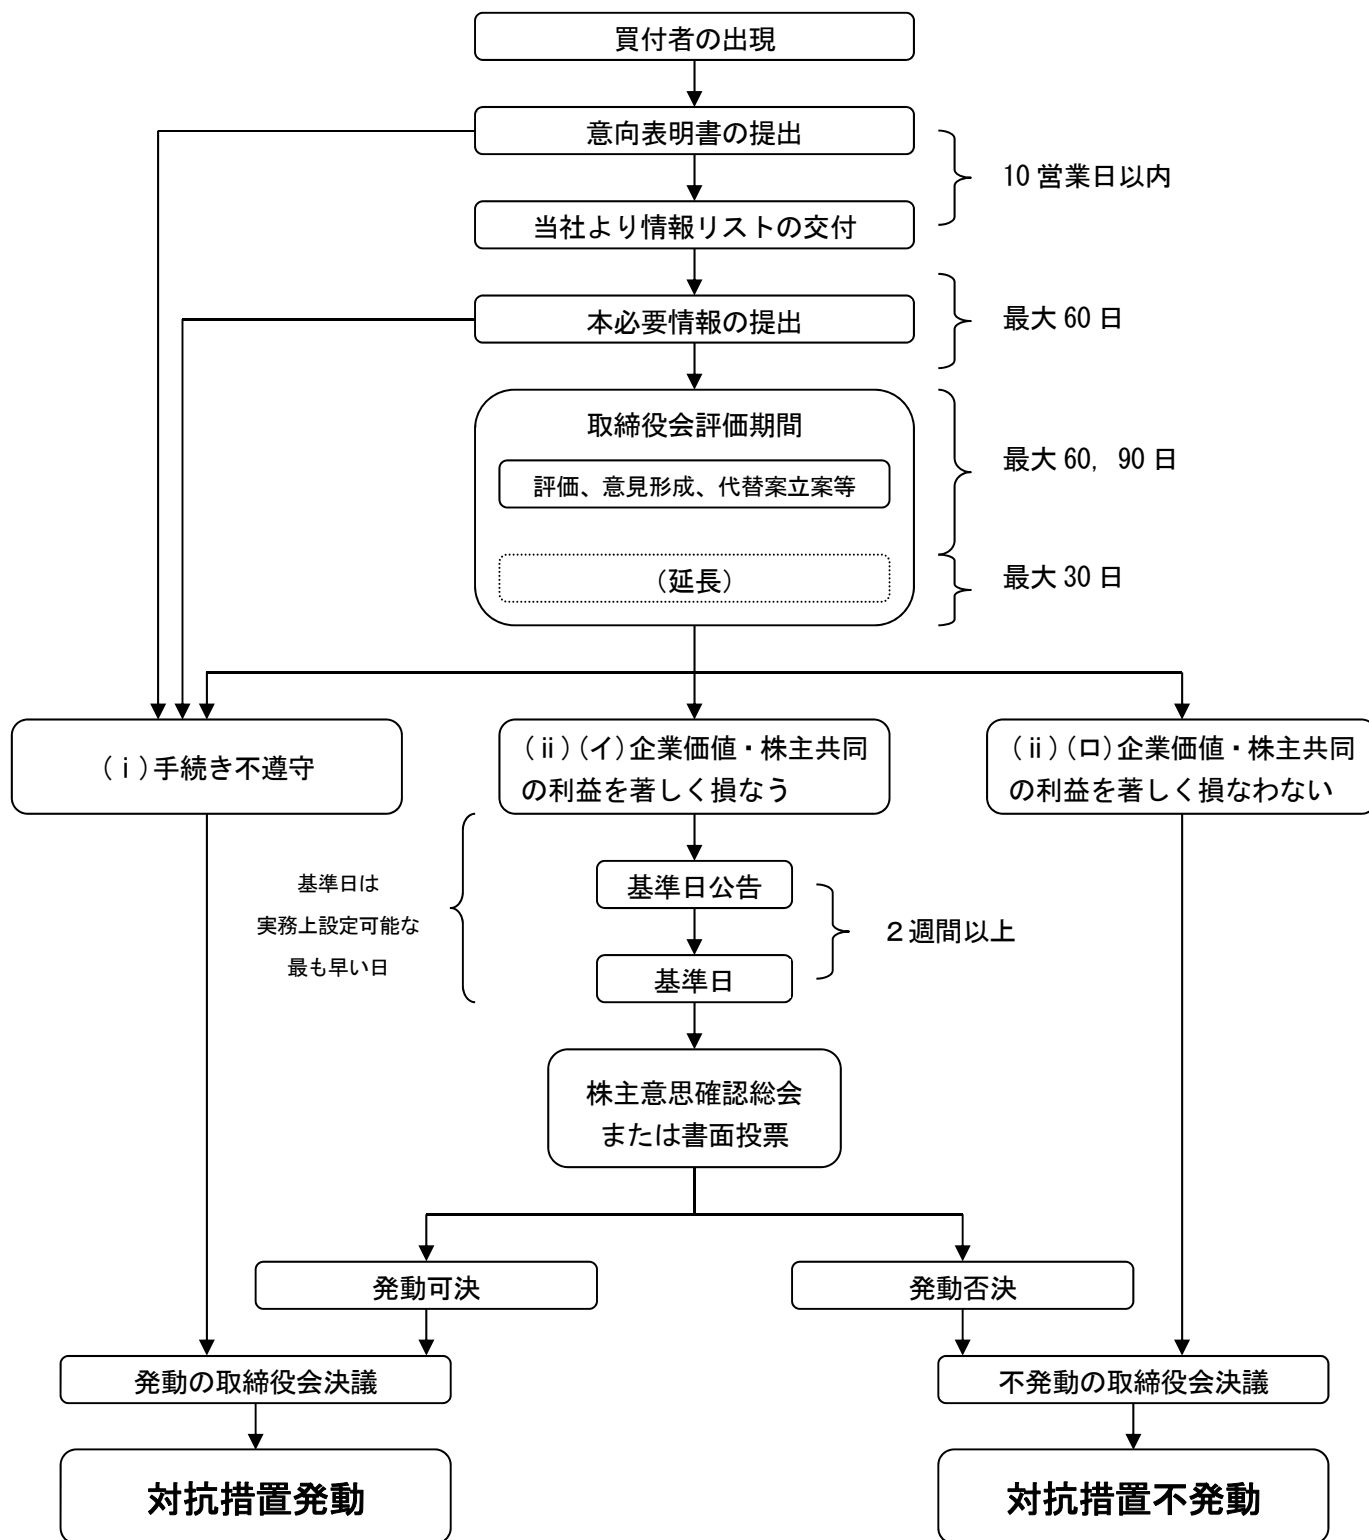 買付者の出現
意向表明書の提出
10 営業日以内
当社より情報リストの交付
本必要情報の提出
最大 60 日
取締役会評価期間
最大 60, 90 日
評価、意見形成、代替案立案等
(延長)
最大 30 日
(ⅰ)手続き不遵守
(ⅱ)(イ)企業価値・株主共同
の利益を著しく損なう
(ⅱ)(ロ)企業価値・株主共同
の利益を著しく損なわない
基準日は
実務上設定可能な
最も早い日
基準日公告
2週間以上
基準日
株主意思確認総会
または書面投票
発動可決
発動否決
発動の取締役会決議
不発動の取締役会決議
対抗措置発動
対抗措置不発動